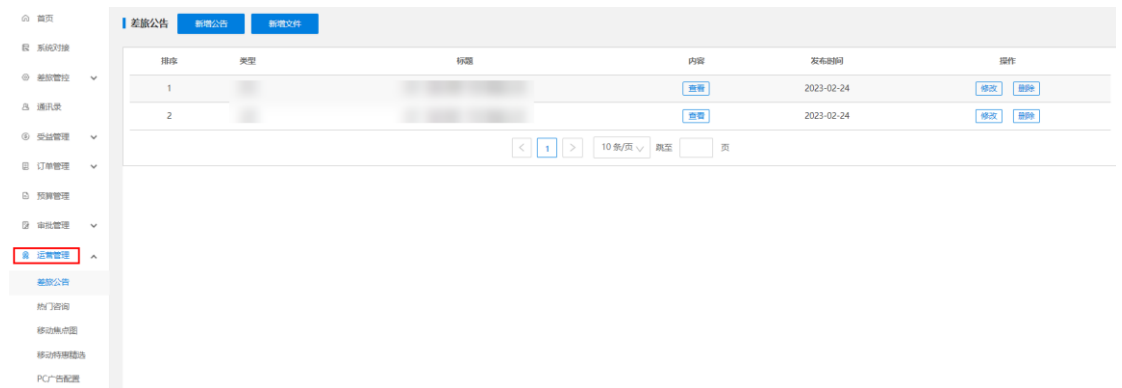 首页
系统对接
差旅管控
通讯录
受益管理
订单管理
预算管理
审批管理
运营管理
差旅公告
热门咨询
移动焦点图
移动特惠精选
PC广告配置
差旅公告 新增公告 新增文件
排序 类型 标题 内容 发布时间 操作
1 查看 2023-02-24 修改 删除
2 查看 2023-02-24 修改 删除
< 1 > 10 条/页 跳至 页